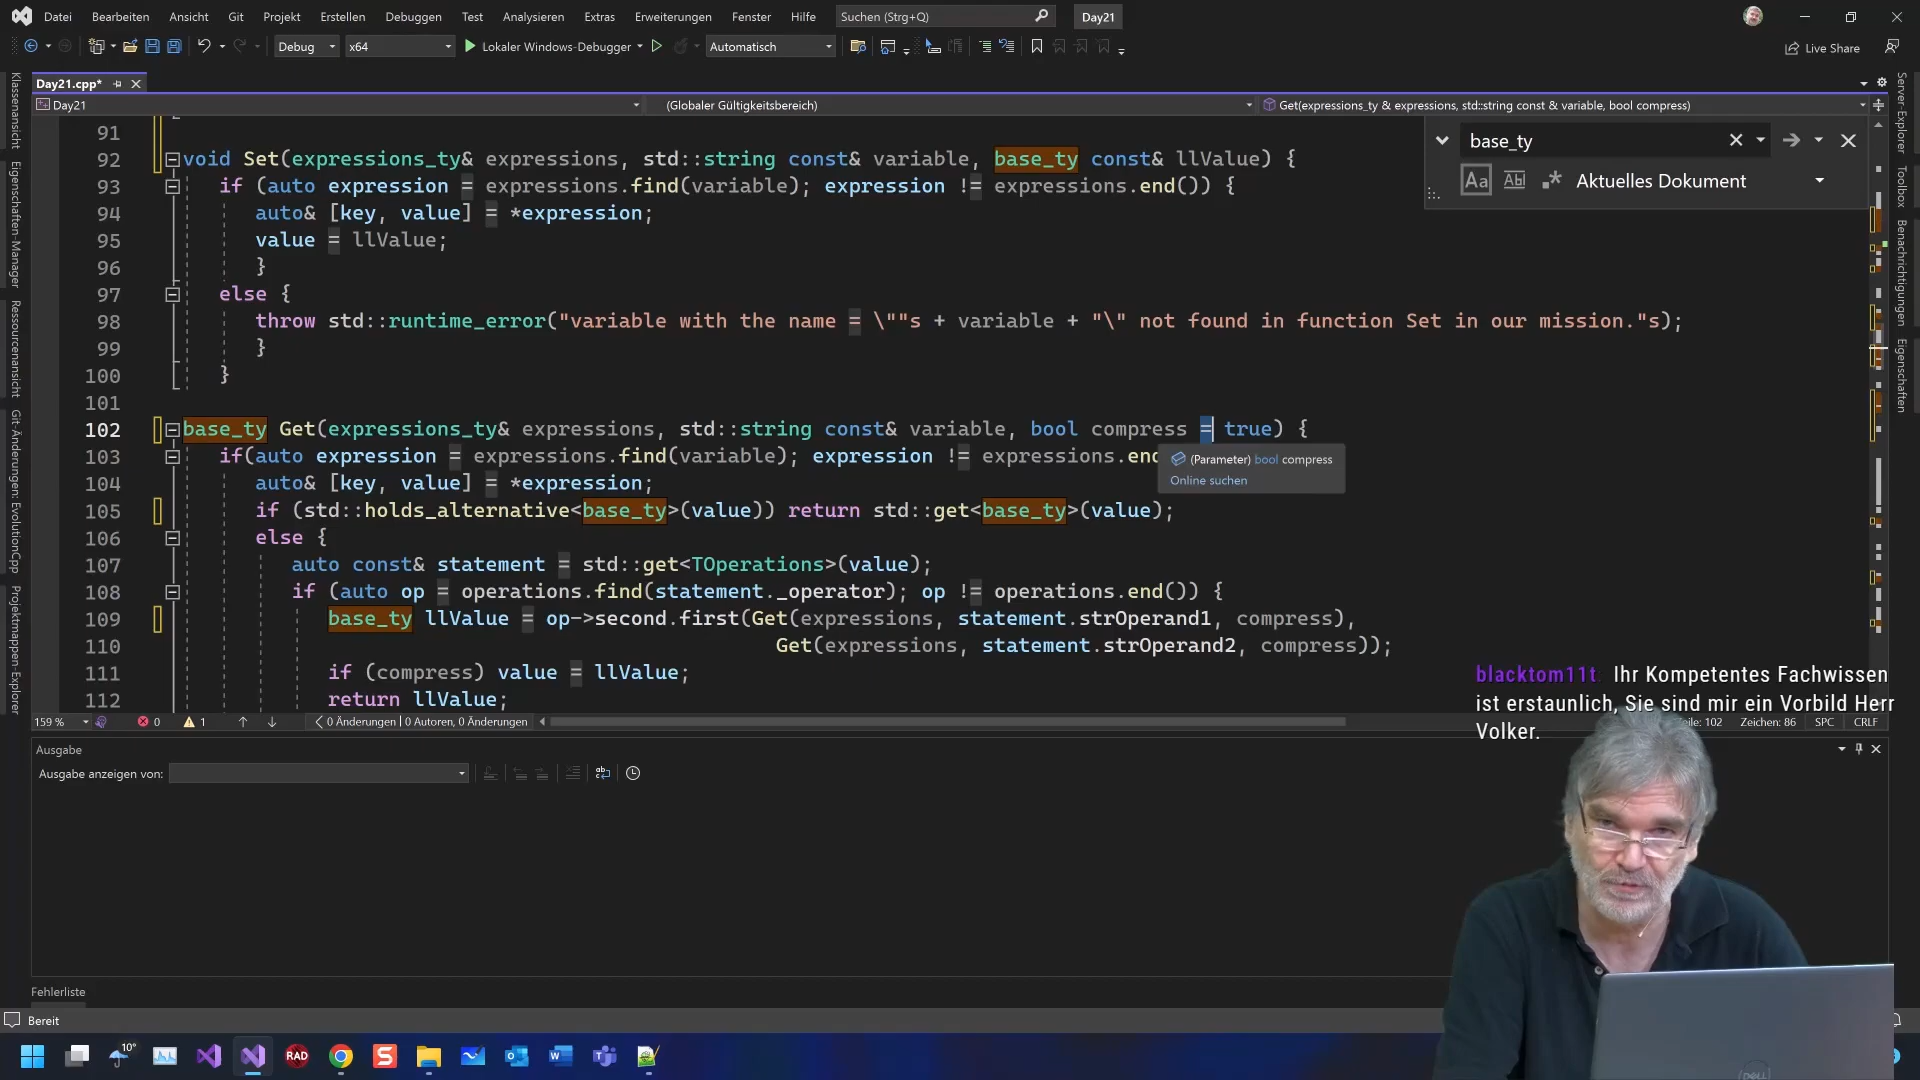 Datei Bearbeiten Ansicht Git Projekt Erstellen Debuggen Test Analysieren Extras Erweiterungen Fenster Hilfe Suchen (Strg+Q) Day21
Debug x64 Lokaler Windows-Debugger Automatisch Live Share
Day21.cpp*
Day21 (Globaler Gültigkeitsbereich) Get(expressions_ty & expressions, std::string const & variable, bool compress)
base_ty
Aktuelles Dokument
91
92 void Set(expressions_ty& expressions, std::string const& variable, base_ty const& llValue) {
93 if (auto expression = expressions.find(variable); expression != expressions.end()) {
94 auto& [key, value] = *expression;
95 value = llValue;
96 }
97 else {
98 throw std::runtime_error("variable with the name = \""s + variable + "\" not found in function Set in our mission."s);
99 }
100 }
101
102 base_ty Get(expressions_ty& expressions, std::string const& variable, bool compress = true) {
103 if(auto expression = expressions.find(variable); expression != expressions.end
(Parameter) bool compress
Online suchen
104 auto& [key, value] = *expression;
105 if (std::holds_alternative<base_ty>(value)) return std::get<base_ty>(value);
106 else {
107 auto const& statement = std::get<TOperations>(value);
108 if (auto op = operations.find(statement._operator); op != operations.end()) {
109 base_ty llValue = op->second.first(Get(expressions, statement.strOperand1, compress),
110 Get(expressions, statement.strOperand2, compress));
111 if (compress) value = llValue;
112 return llValue;
blacktom11t: Ihr Kompetentes Fachwissen
ist erstaunlich, Sie sind mir ein Vorbild Herr
Volker.
159 % 0 1 0 Änderungen | 0 Autoren, 0 Änderungen Zeile: 102 Zeichen: 86 SPC CRLF
Klassenansicht
Eigenschaften-Manager
Ressourcenansicht
Git-Änderungen: EvolutionCpp
Projektmappen-Explorer
Server-Explorer
Toolbox
Benachrichtigungen
Eigenschaften
Ausgabe
Ausgabe anzeigen von:
Fehlerliste
Bereit
10°
RAD
DELL